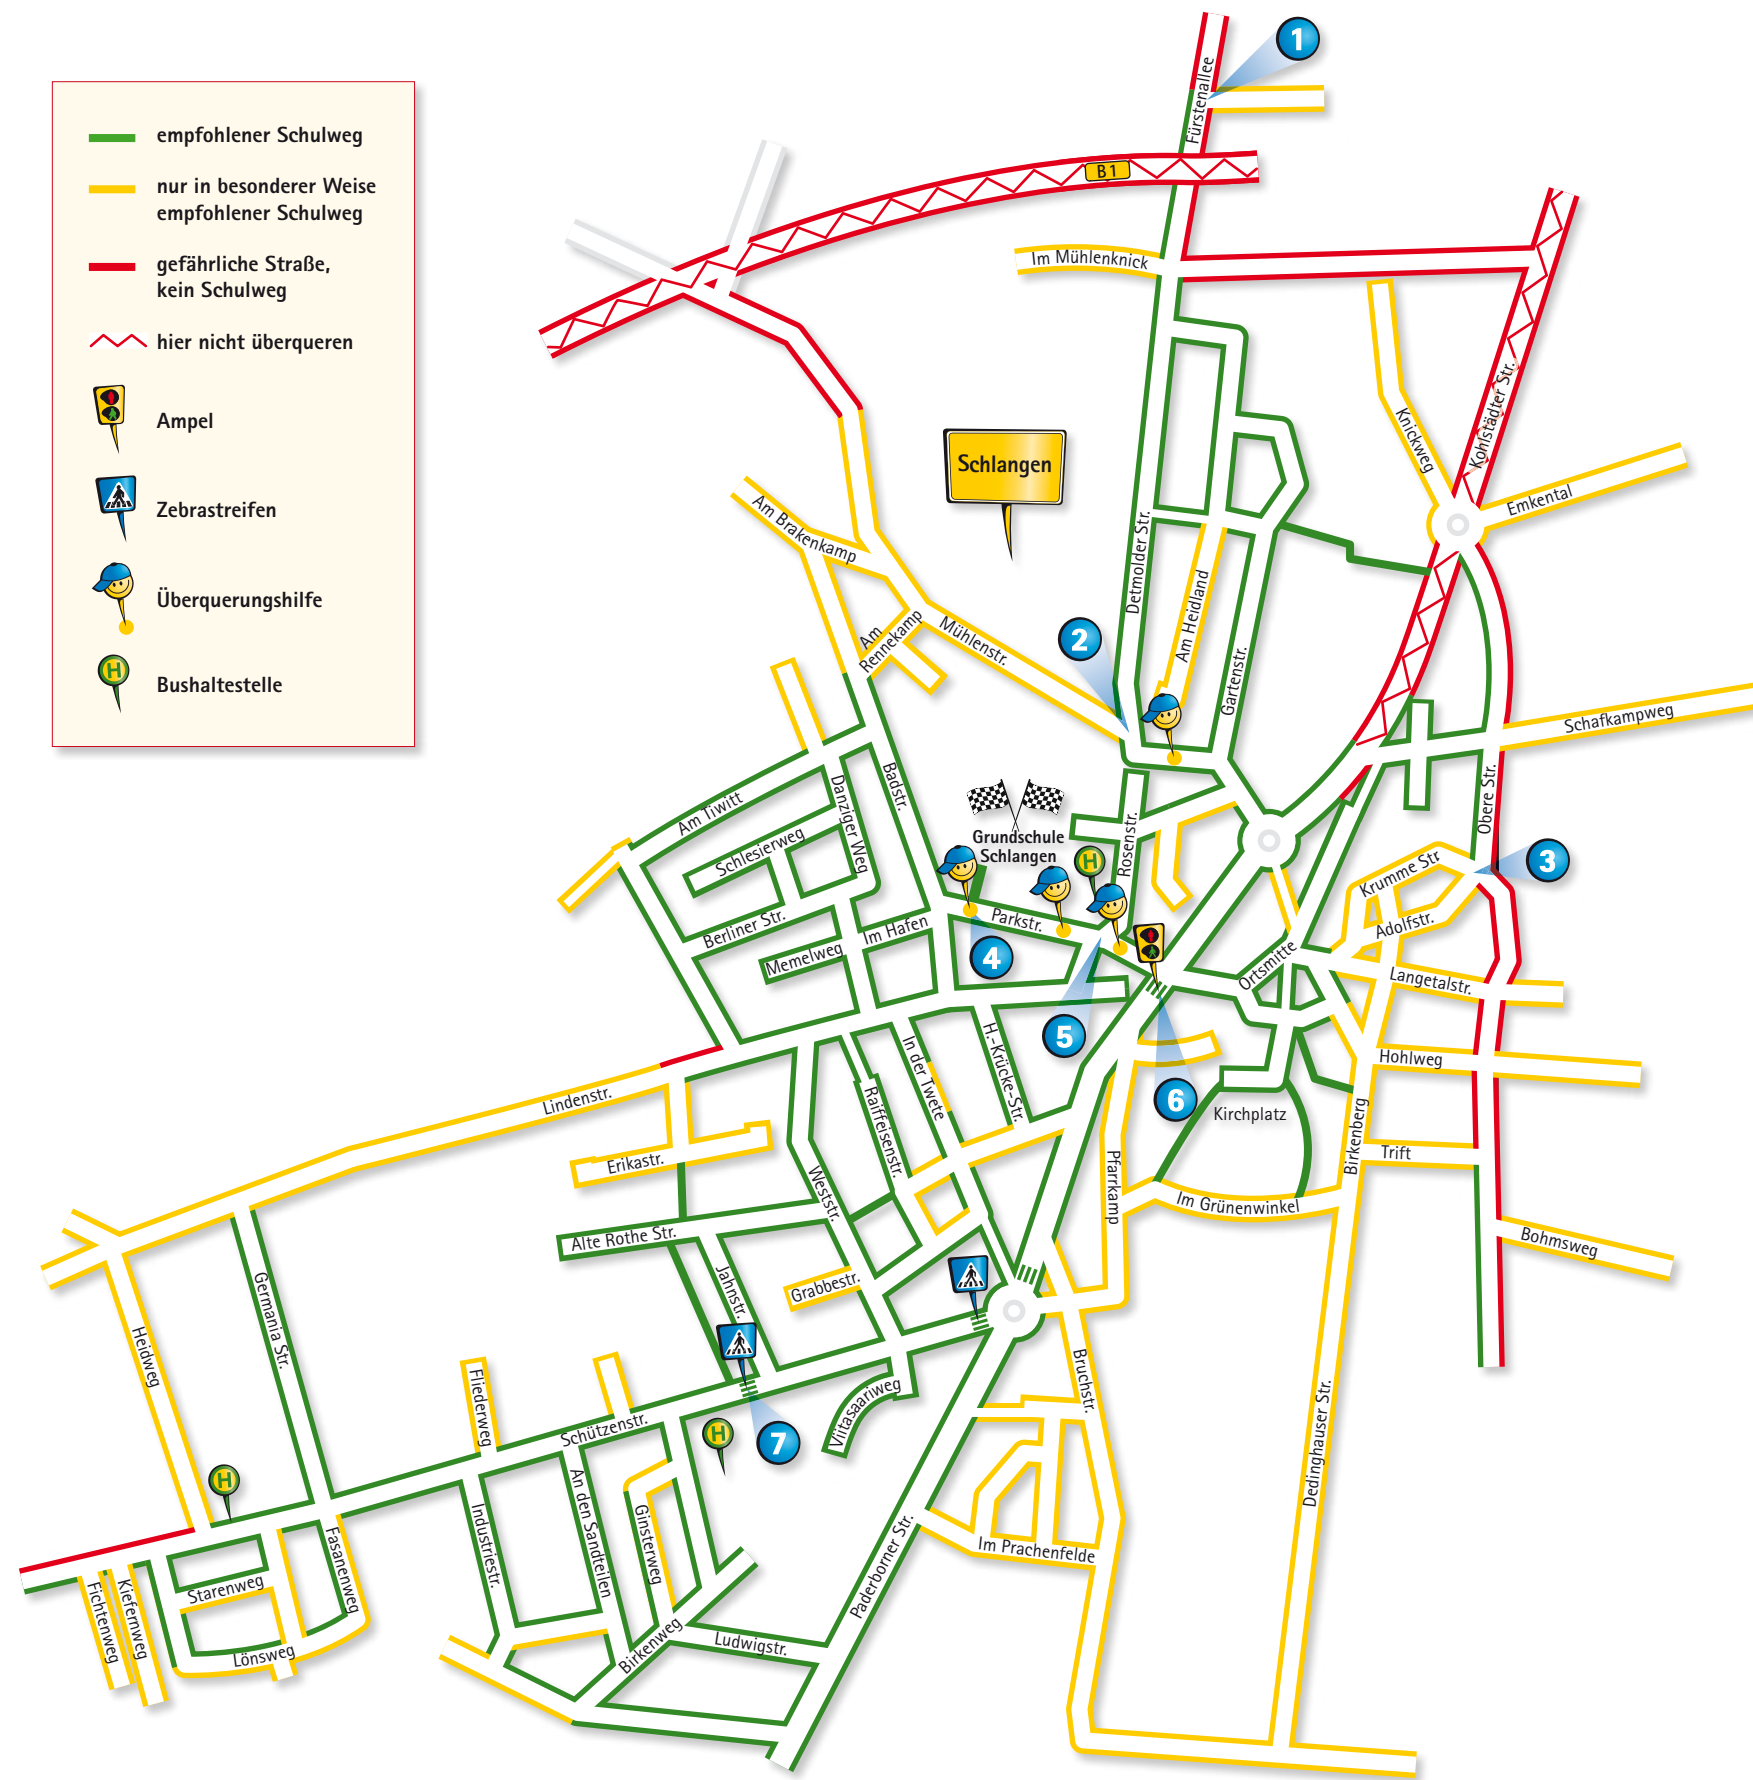 empfohlener Schulweg
nur in besonderer Weise
empfohlener Schulweg
gefährliche Straße,
kein Schulweg
hier nicht überqueren
Ampel
Zebrastreifen
Überquerungshilfe
H
Bushaltestelle
1
Fürstenallee
B1
Im Mühlenknick
Knickweg
Kohlstädter Str.
Emkental
Schlangen
Am Brakenkamp
Detmolder Str.
Am Heidland
Gartenstr.
Am
Rennekamp
Mühlenstr.
2
Schafkampweg
Badstr.
Danziger Weg
Am Tiwitt
Schlesierweg
Obere Str.
Grundschule
Schlangen
Rosenstr.
H
3
Krumme Str
Adolfstr.
Parkstr.
Berliner Str.
Im Hafen
Memelweg
4
Ortsmitte
Langetalstr.
5
6
H.-Krücke-Str.
In der Twete
Raiffeisenstr.
Hohlweg
Kirchplatz
Lindenstr.
Birkenberg
Trift
Erikastr.
Weststr.
Pfarrkamp
Im Grünenwinkel
Alte Rothe Str.
Bohmsweg
Germania Str.
Jahnstr.
Grabbestr.
Heidweg
Bruchstr.
Fliederweg
Viitasaariweg
Schützenstr.
H
7
Dedinghauser Str.
H
An den Sandteilen
Industriestr.
Ginsterweg
Fasanenweg
Paderborner Str.
Im Prachenfelde
Starenweg
Fichtenweg
Kiefernweg
Lönsweg
Birkenweg
Ludwigstr.